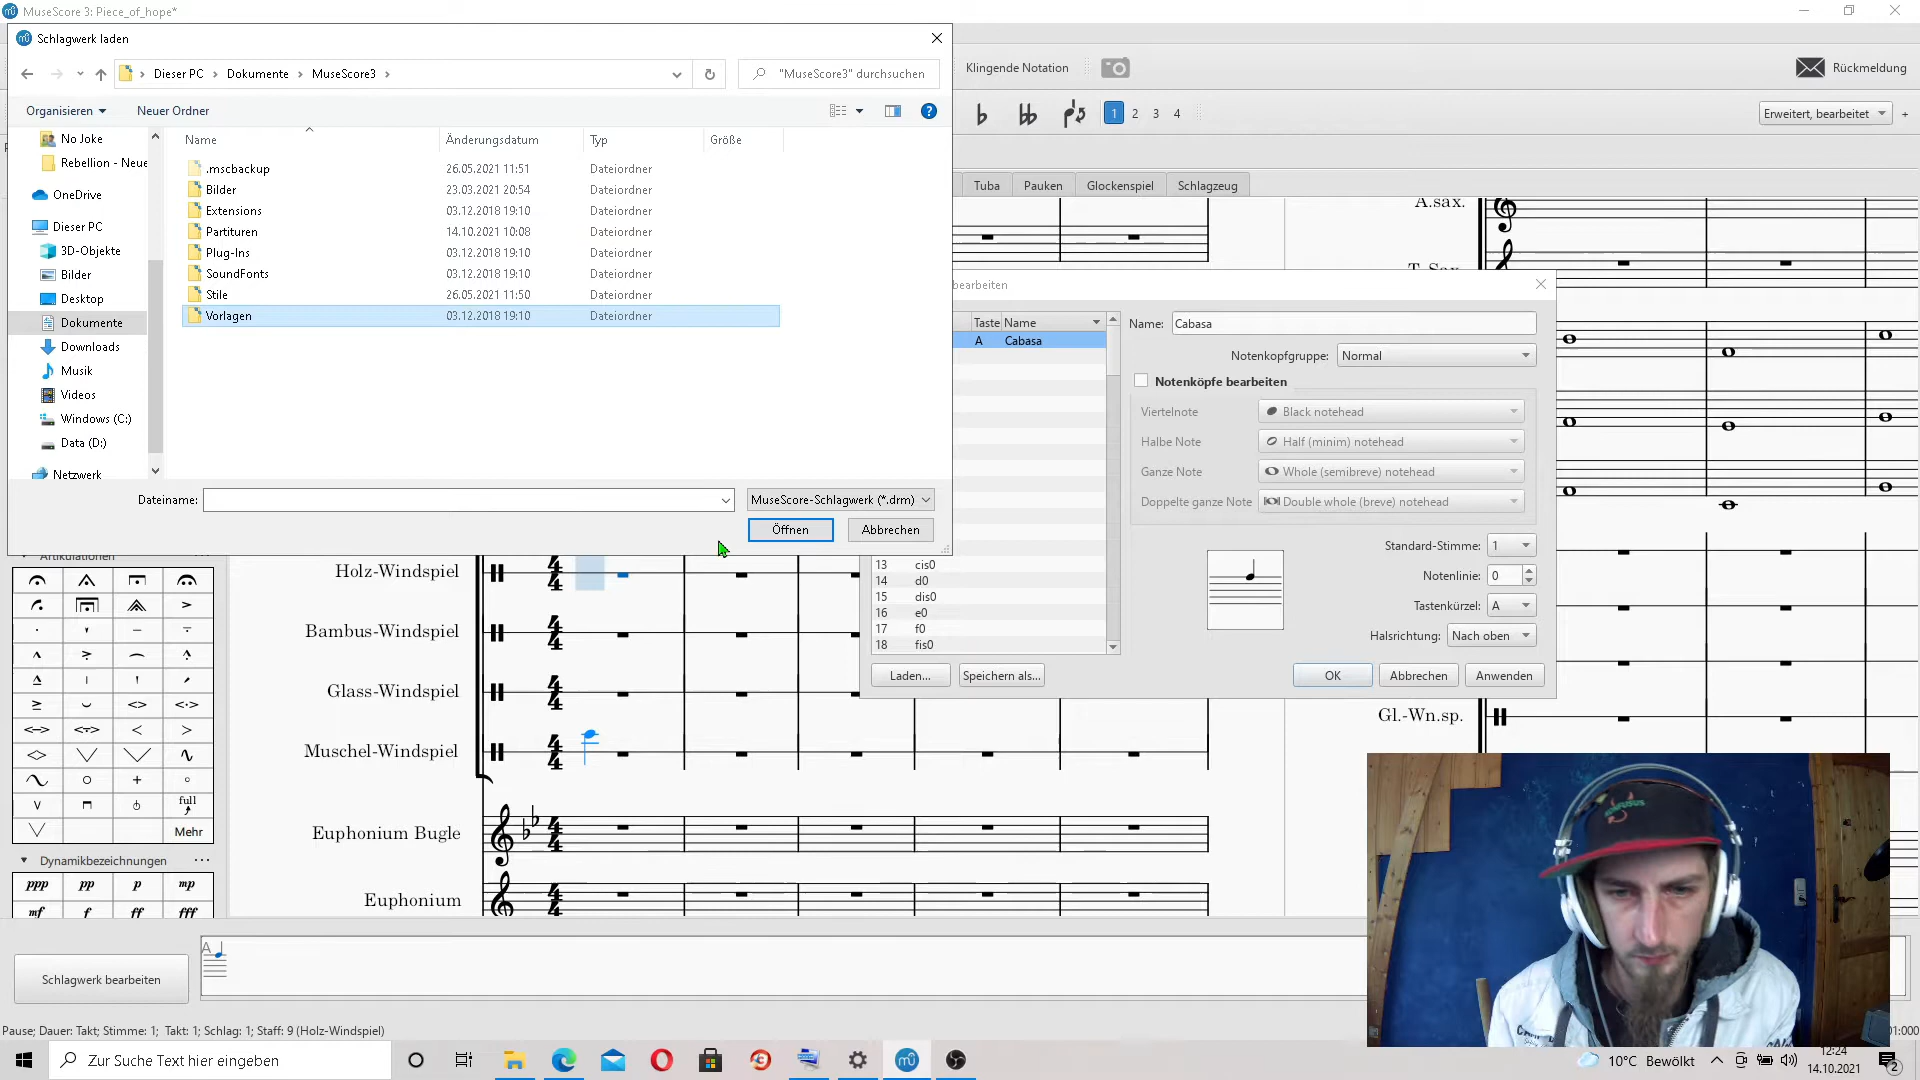 MuseScore 3: Piece_of_hope*
Schlagwerk laden
Dieser PC
Dokumente
MuseScore3
"MuseScore3" durchsuchen
Organisieren
Neuer Ordner
No Joke
Rebellion - Neue
OneDrive
Dieser PC
3D-Objekte
Bilder
Desktop
Dokumente
Downloads
Musik
Videos
Windows (C:)
Data (D:)
Netzwerk
Name Änderungsdatum Typ Größe
.mscbackup 26.05.2021 11:51 Dateiordner
Bilder 23.03.2021 20:54 Dateiordner
Extensions 03.12.2018 19:10 Dateiordner
Partituren 14.10.2021 10:08 Dateiordner
Plug-Ins 03.12.2018 19:10 Dateiordner
SoundFonts 03.12.2018 19:10 Dateiordner
Stile 26.05.2021 11:50 Dateiordner
Vorlagen 03.12.2018 19:10 Dateiordner
Dateiname:
MuseScore-Schlagwerk (*.drm)
Öffnen
Abbrechen
Klingende Notation
Rückmeldung
1 2 3 4
Erweitert, bearbeitet
+
Tuba
Pauken
Glockenspiel
Schlagzeug
A.sax.
T. Sax.
bearbeiten
Taste Name
A Cabasa
13 cis0
14 d0
15 dis0
16 e0
17 f0
18 fis0
Laden...
Speichern als...
Name: Cabasa
Notenkopfgruppe: Normal
Notenköpfe bearbeiten
Viertelnote Black notehead
Halbe Note Half (minim) notehead
Ganze Note Whole (semibreve) notehead
Doppelte ganze Note Double whole (breve) notehead
Standard-Stimme: 1
Notenlinie: 0
Tastenkürzel: A
Halsrichtung: Nach oben
OK
Abbrechen
Anwenden
Gl.-Wn.sp.
Artikulationen
full
Mehr
Dynamikbezeichnungen
ppp pp p mp
mf f ff fff
Holz-Windspiel
Bambus-Windspiel
Glass-Windspiel
Muschel-Windspiel
Euphonium Bugle
Euphonium
Schlagwerk bearbeiten
A
Pause; Dauer: Takt; Stimme: 1; Takt: 1; Schlag: 1; Staff: 9 (Holz-Windspiel)
01:000
Zur Suche Text hier eingeben
10°C Bewölkt
12:24
14.10.2021
2